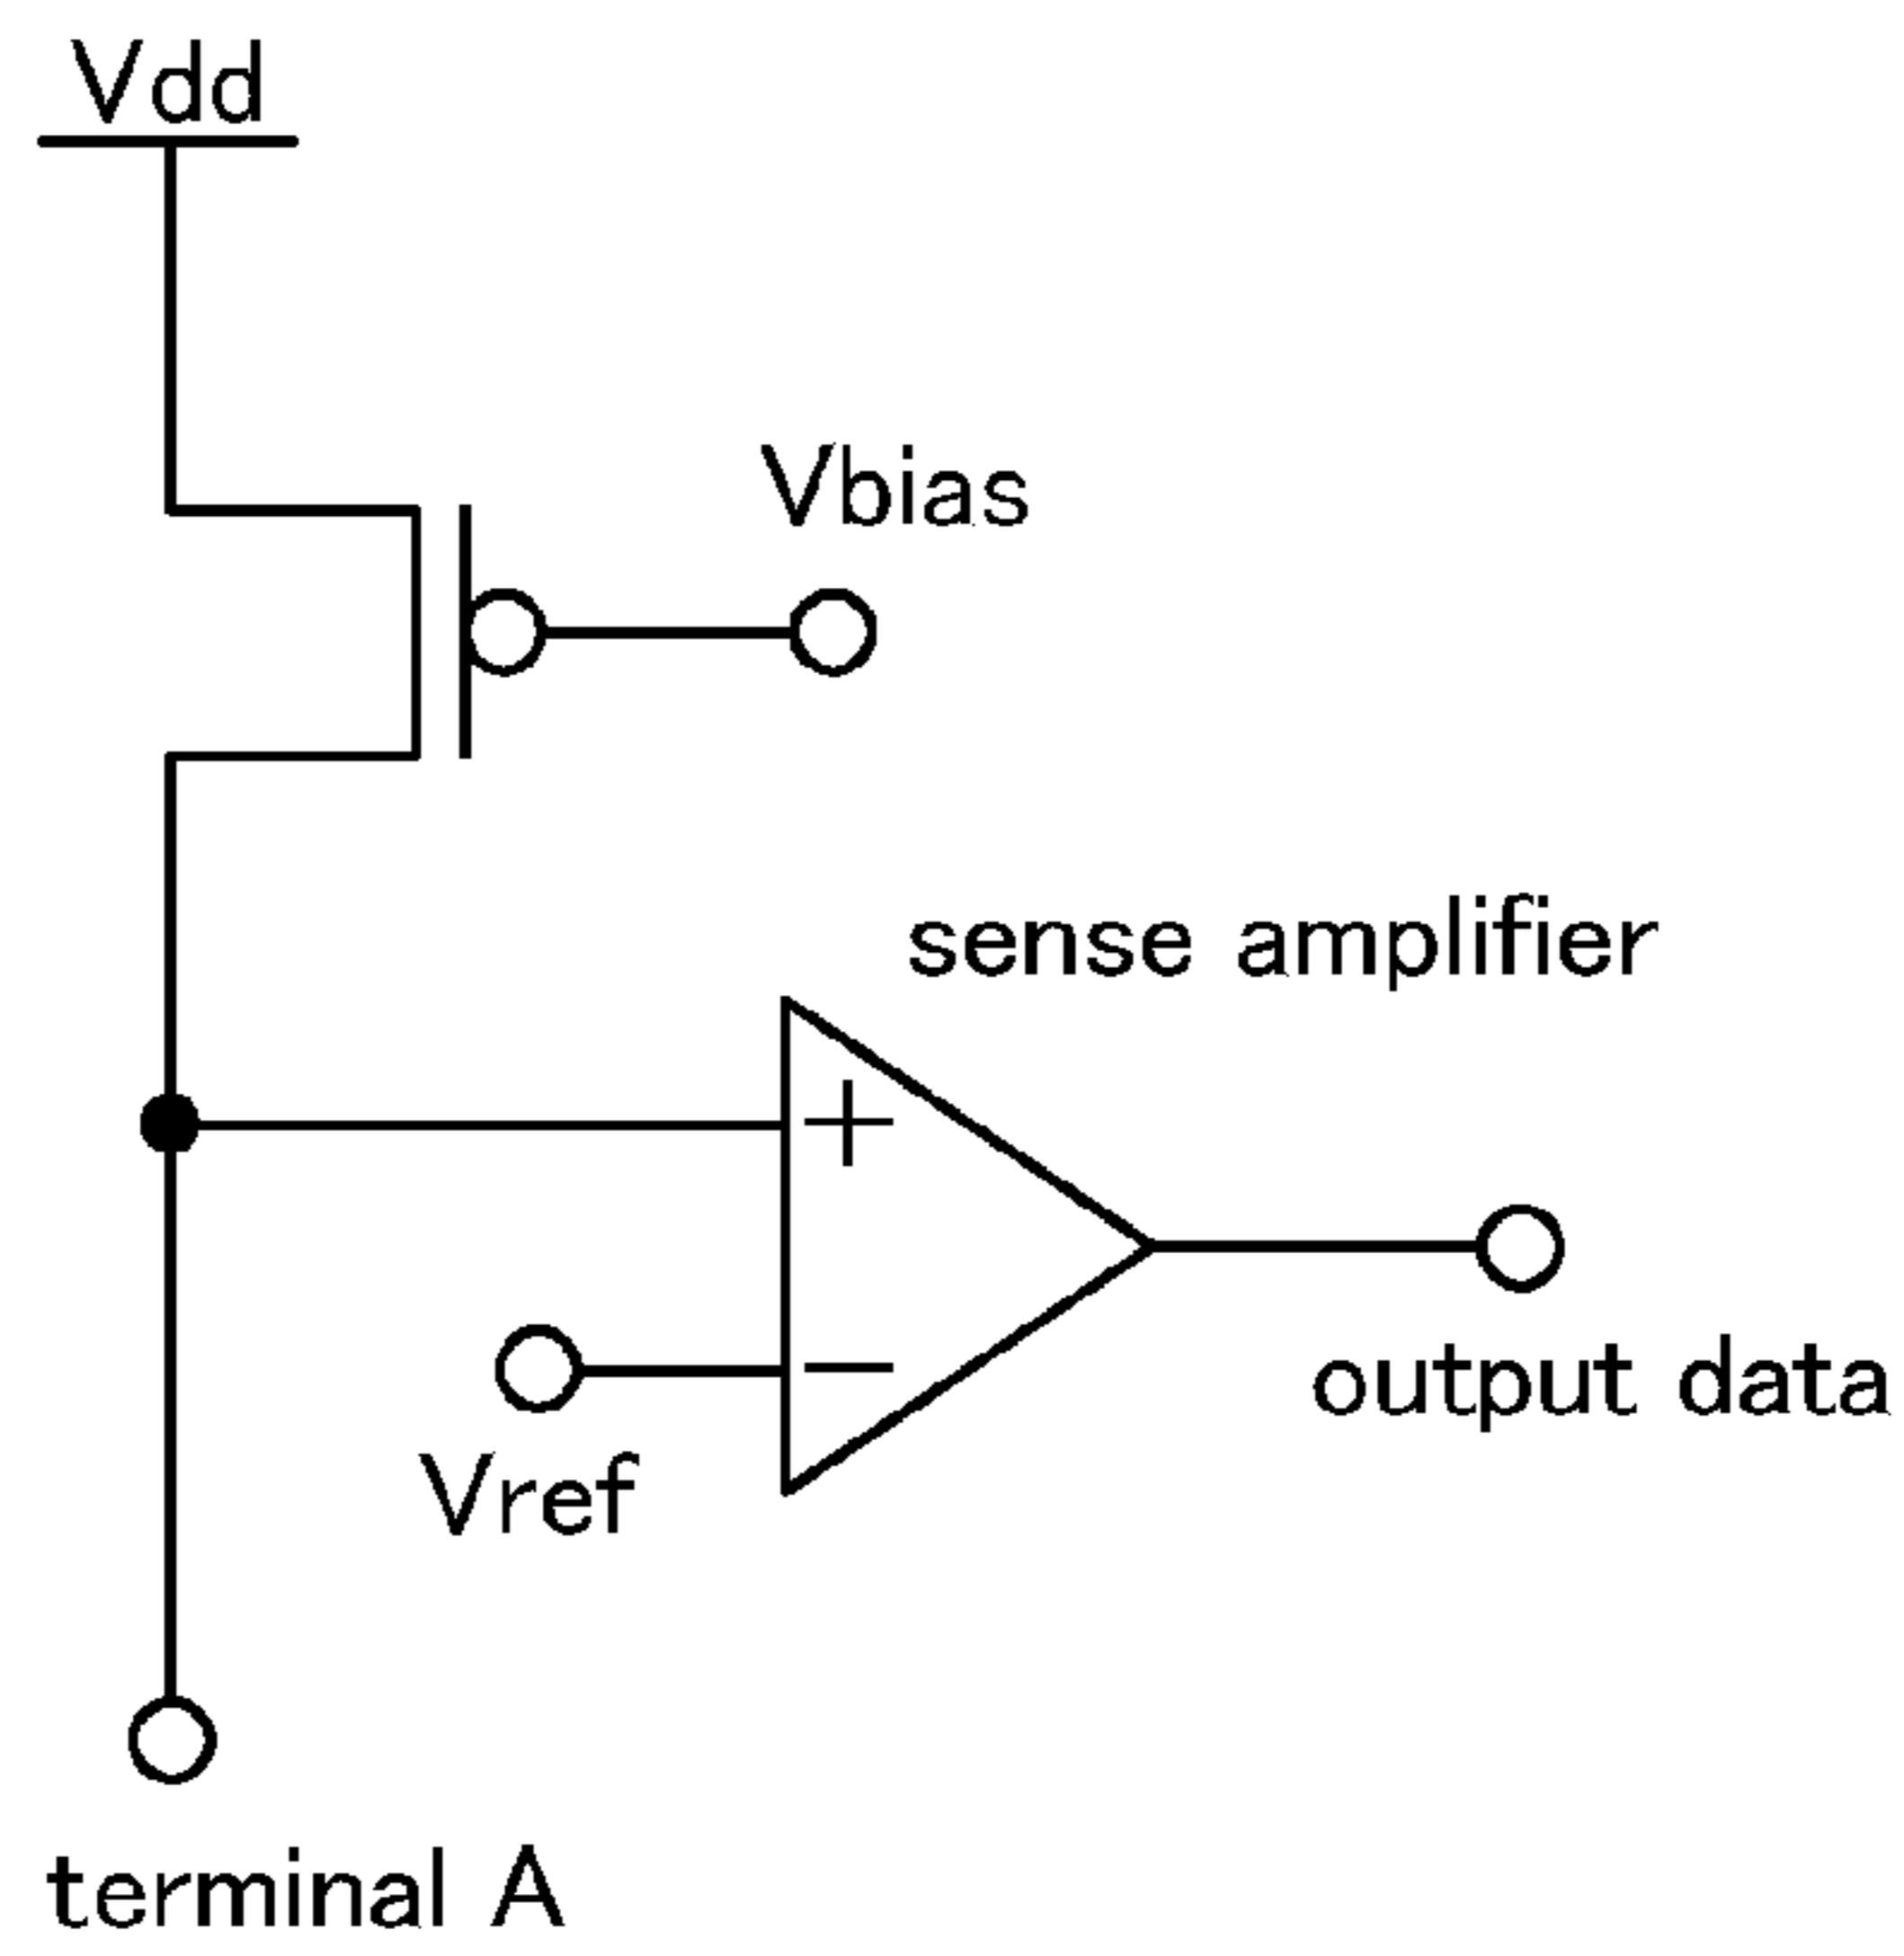 Vdd
Vbias
sense amplifier
+
−
output data
Vref
terminal A